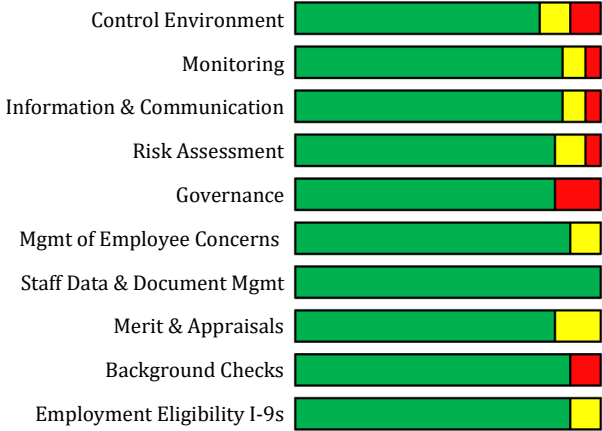 Control Environment
Monitoring
Information & Communication
Risk Assessment
Governance
Mgmt of Employee Concerns
Staff Data & Document Mgmt
Merit & Appraisals
Background Checks
Employment Eligibility I-9s